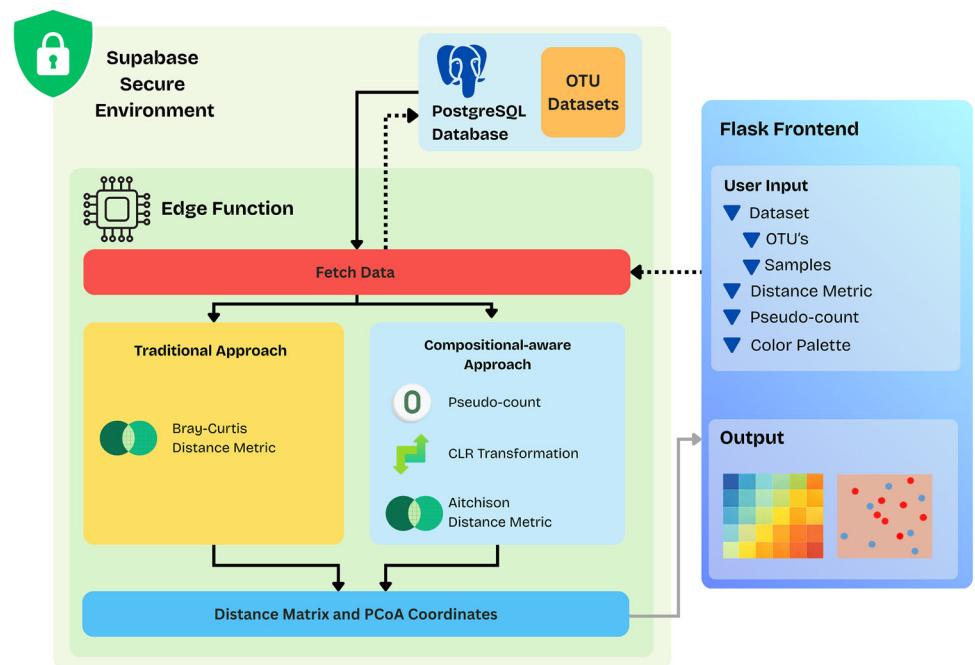 Supabase
Secure
Environment
PostgreSQL
Database
OTU
Datasets
Edge Function
Fetch Data
Traditional Approach
Bray-Curtis
Distance Metric
Compositional-aware
Approach
0
Pseudo-count
CLR Transformation
Aitchison
Distance Metric
Distance Matrix and PCoA Coordinates
Flask Frontend
User Input
Dataset
OTU's
Samples
Distance Metric
Pseudo-count
Color Palette
Output